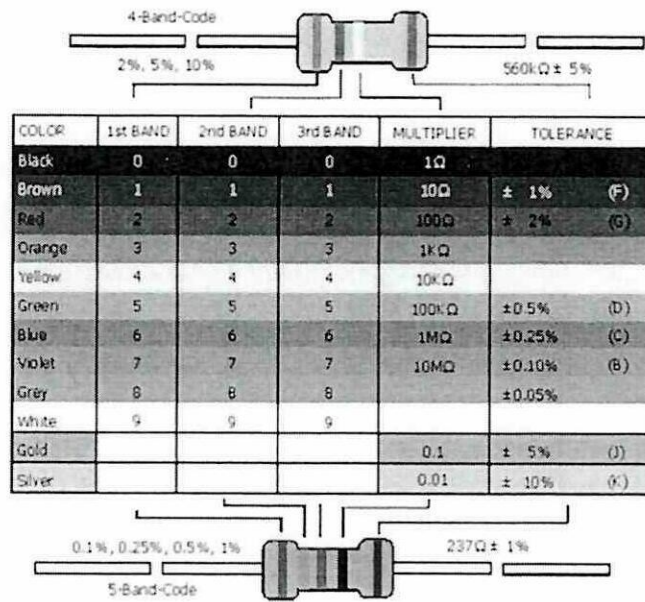 4-Band-Code
2%, 5%, 10% 560kΩ ± 5%
COLOR 1st BAND 2nd BAND 3rd BAND MULTIPLIER TOLERANCE
Black 0 0 0 1Ω
Brown 1 1 1 10Ω ± 1% (F)
Red 2 2 2 100Ω ± 2% (G)
Orange 3 3 3 1KΩ
Yellow 4 4 4 10KΩ
Green 5 5 5 100KΩ ±0.5% (D)
Blue 6 6 6 1MΩ ±0.25% (C)
Violet 7 7 7 10MΩ ±0.10% (B)
Grey 8 8 8 ±0.05%
White 9 9 9
Gold 0.1 ± 5% (J)
Silver 0.01 ± 10% (K)
0.1%, 0.25%, 0.5%, 1% 237Ω ± 1%
5-Band-Code